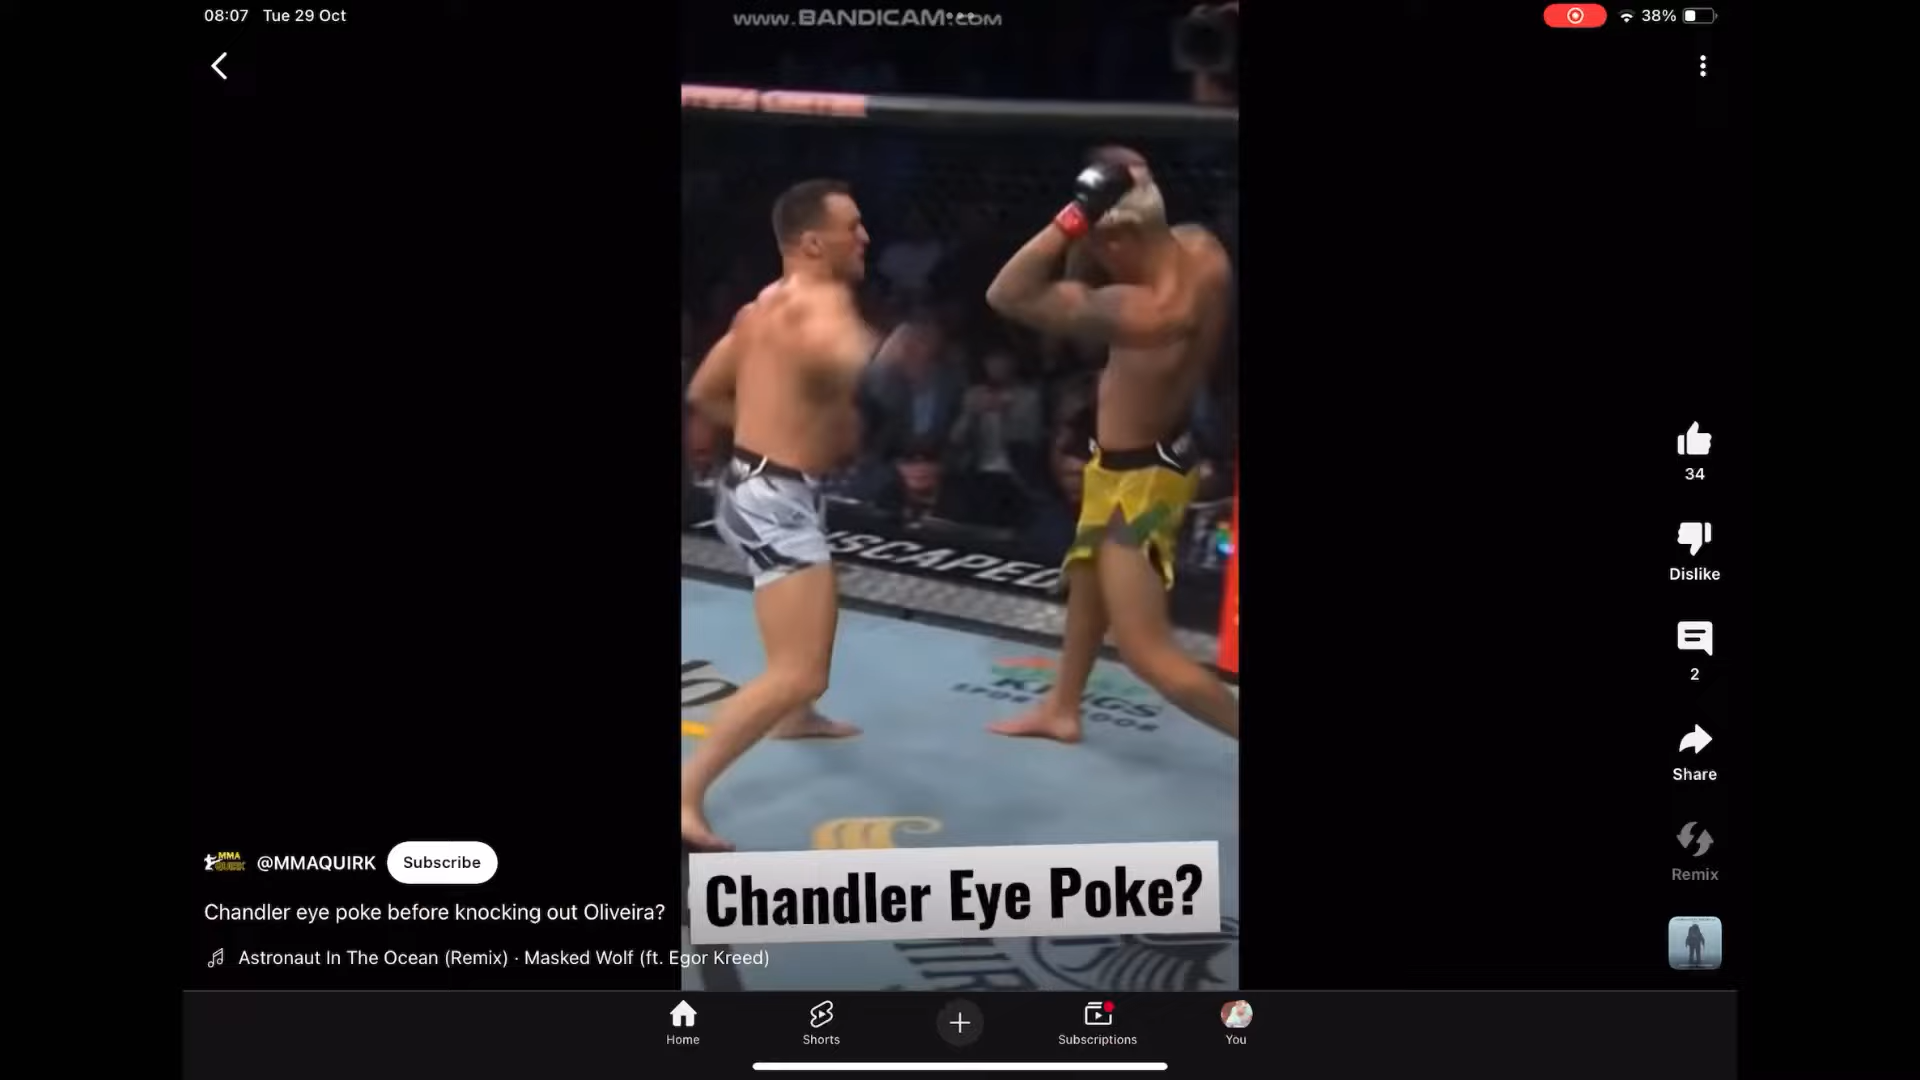 08:07 Tue 29 Oct
www.BANDICAM.COM
38%
34
Dislike
SCAPED
2
KINGS
Share
@MMAQUIRK Subscribe
Remix
Chandler Eye Poke?
Chandler eye poke before knocking out Oliveira?
Astronaut In The Ocean (Remix) · Masked Wolf (ft. Egor Kreed)
Home
Shorts
Subscriptions
You